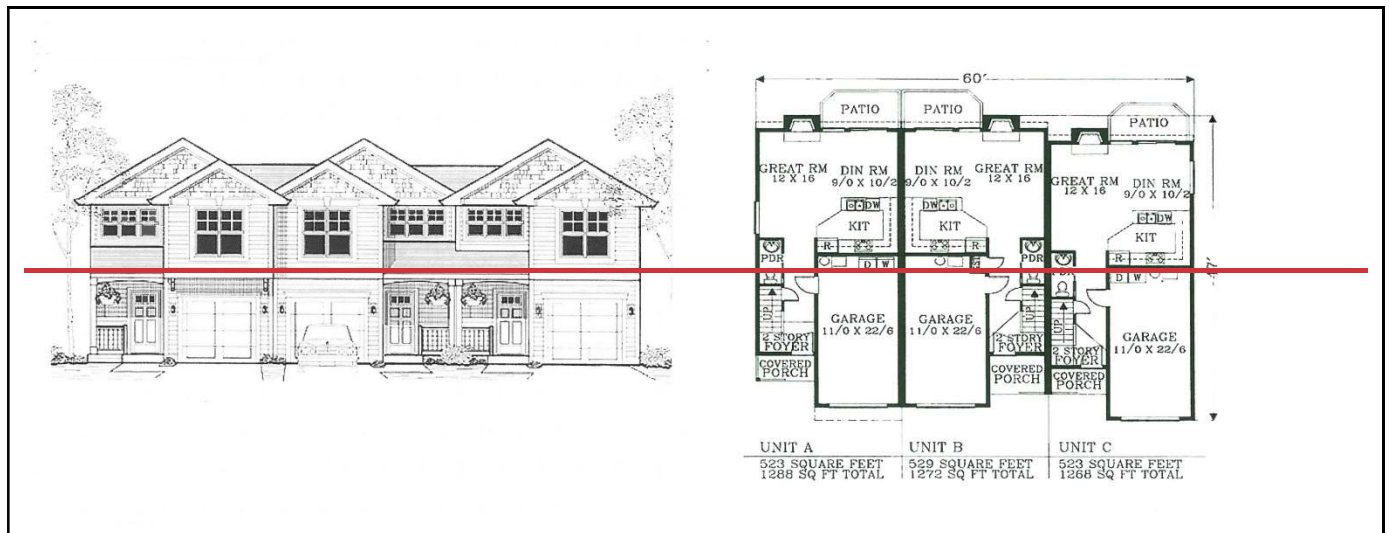 60'
PATIO
PATIO
PATIO
GREAT RM
12 X 16
DIN RM
9/0 X 10/2
DIN RM
9/0 X 10/2
GREAT RM
12 X 16
GREAT RM
12 X 16
DIN RM
9/0 X 10/2
DW
DW
DW
KIT
KIT
KIT
R
R
R
PDR
PDR
D W
D W
UP
UP
UP
GARAGE
11/0 X 22/6
GARAGE
11/0 X 22/6
GARAGE
11/0 X 22/6
2 STORY
FOYER
2 STORY
FOYER
2 STORY
FOYER
COVERED
PORCH
COVERED
PORCH
COVERED
PORCH
UNIT A
523 SQUARE FEET
1288 SQ FT TOTAL
UNIT B
529 SQUARE FEET
1272 SQ FT TOTAL
UNIT C
523 SQUARE FEET
1268 SQ FT TOTAL